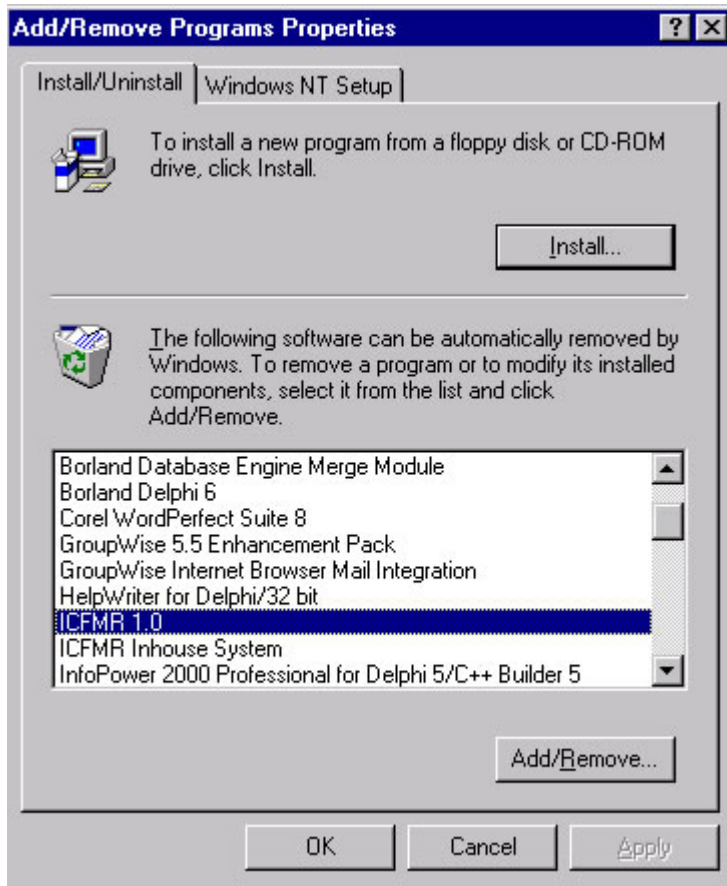 Add/Remove Programs Properties
Install/Uninstall
Windows NT Setup
To install a new program from a floppy disk or CD-ROM
drive, click Install.
Install...
The following software can be automatically removed by
Windows. To remove a program or to modify its installed
components, select it from the list and click
Add/Remove.
Borland Database Engine Merge Module
Borland Delphi 6
Corel WordPerfect Suite 8
GroupWise 5.5 Enhancement Pack
GroupWise Internet Browser Mail Integration
HelpWriter for Delphi/32 bit
ICFMR 1.0
ICFMR Inhouse System
InfoPower 2000 Professional for Delphi 5/C++ Builder 5
Add/Remove...
OK
Cancel
Apply